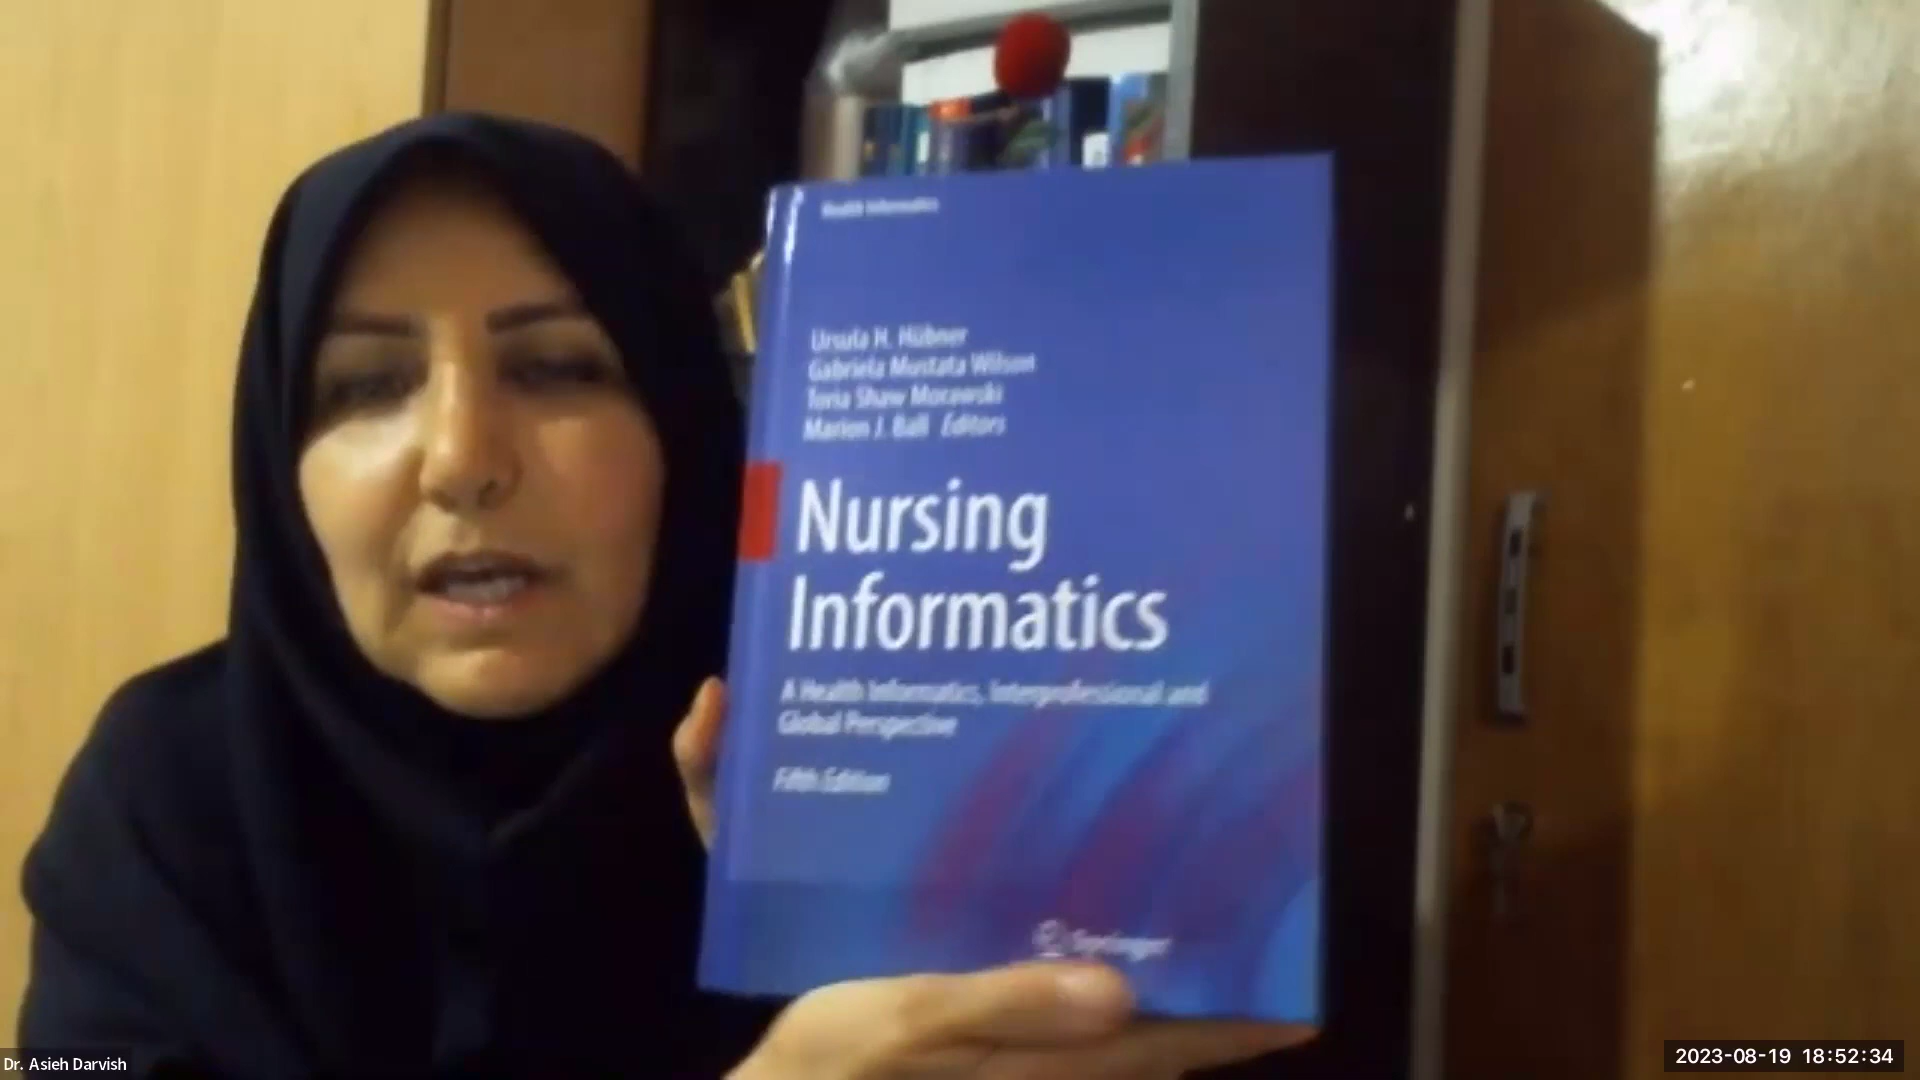 Health Informatics
Ursula H. Hübner
Gabriela Mustata Wilson
Toria Shaw Morawski
Marion J. Ball Editors
Nursing
Informatics
A Health Informatics, Interprofessional and
Global Perspective
Fifth Edition
Springer
Dr. Asieh Darvish
2023-08-19 18:52:34